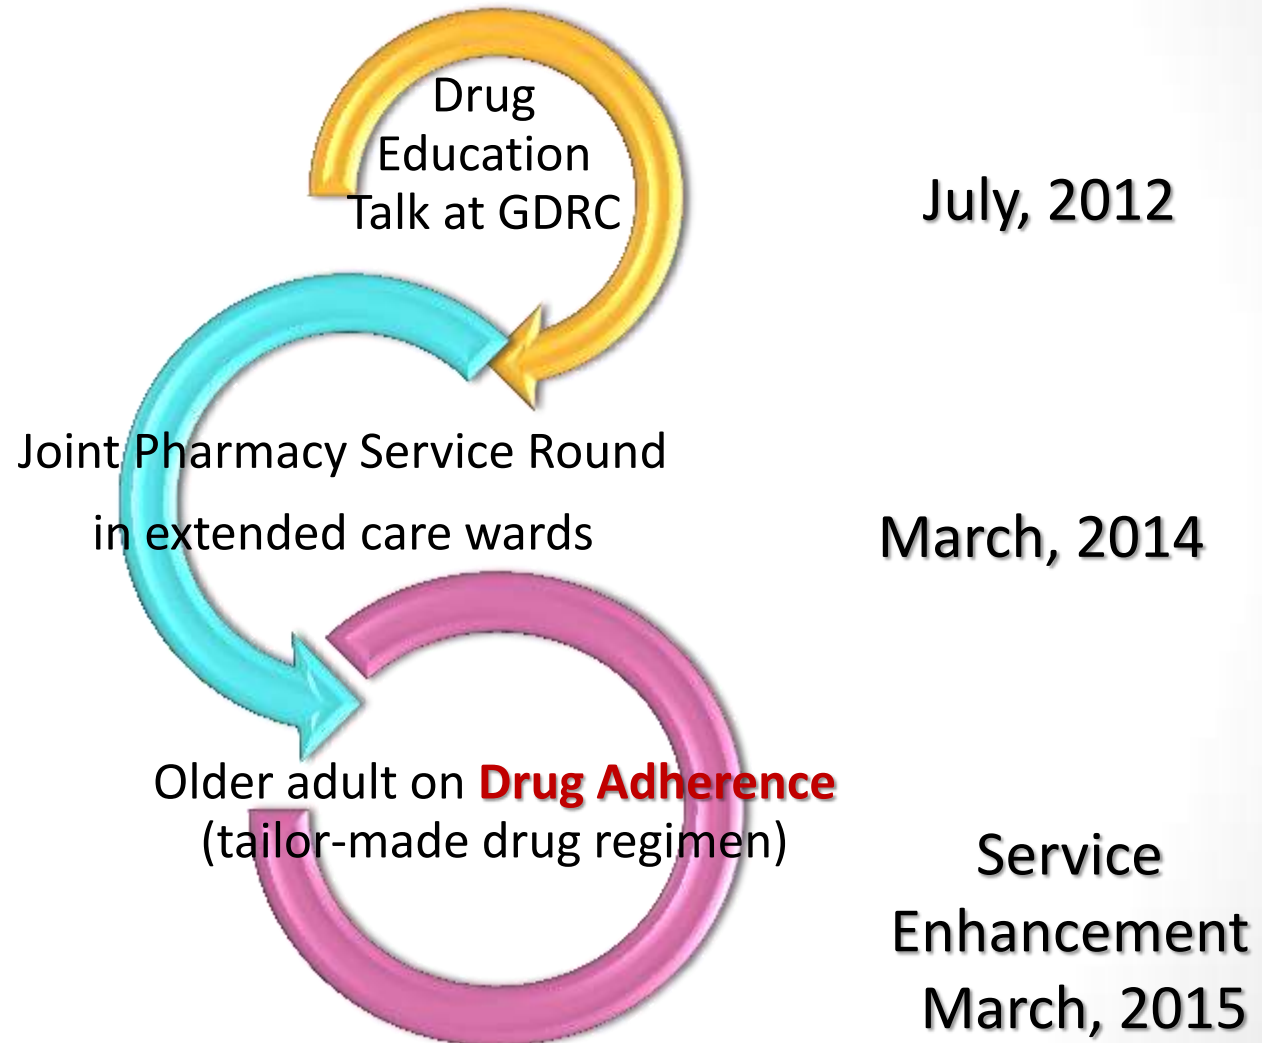 Drug
Education
Talk at GDRC
July, 2012
Joint Pharmacy Service Round
in extended care wards
March, 2014
Older adult on Drug Adherence
(tailor-made drug regimen)
Service
Enhancement
March, 2015